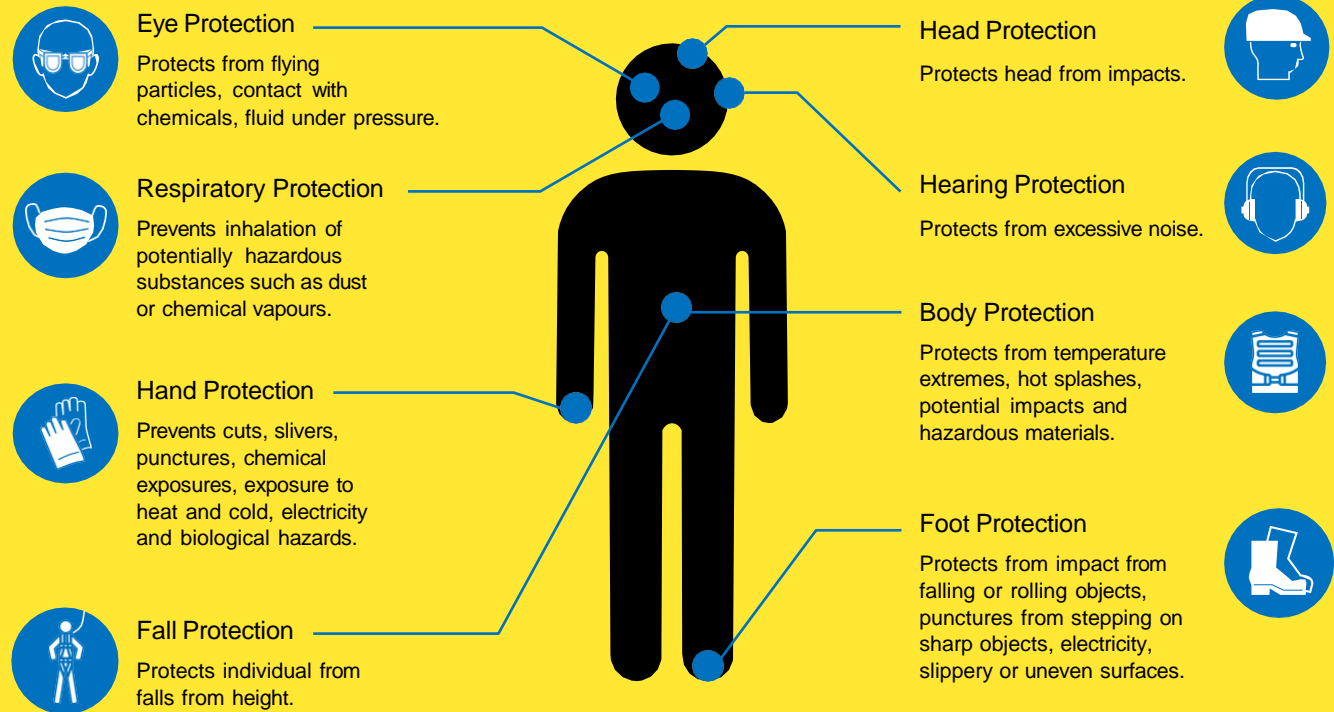 Eye Protection
Protects from flying
particles, contact with
chemicals, fluid under pressure.
Respiratory Protection
Prevents inhalation of
potentially hazardous
substances such as dust
or chemical vapours.
Hand Protection
Prevents cuts, slivers,
punctures, chemical
exposures, exposure to
heat and cold, electricity
and biological hazards.
Fall Protection
Protects individual from
falls from height.
Head Protection
Protects head from impacts.
Hearing Protection
Protects from excessive noise.
Body Protection
Protects from temperature
extremes, hot splashes,
potential impacts and
hazardous materials.
Foot Protection
Protects from impact from
falling or rolling objects,
punctures from stepping on
sharp objects, electricity,
slippery or uneven surfaces.